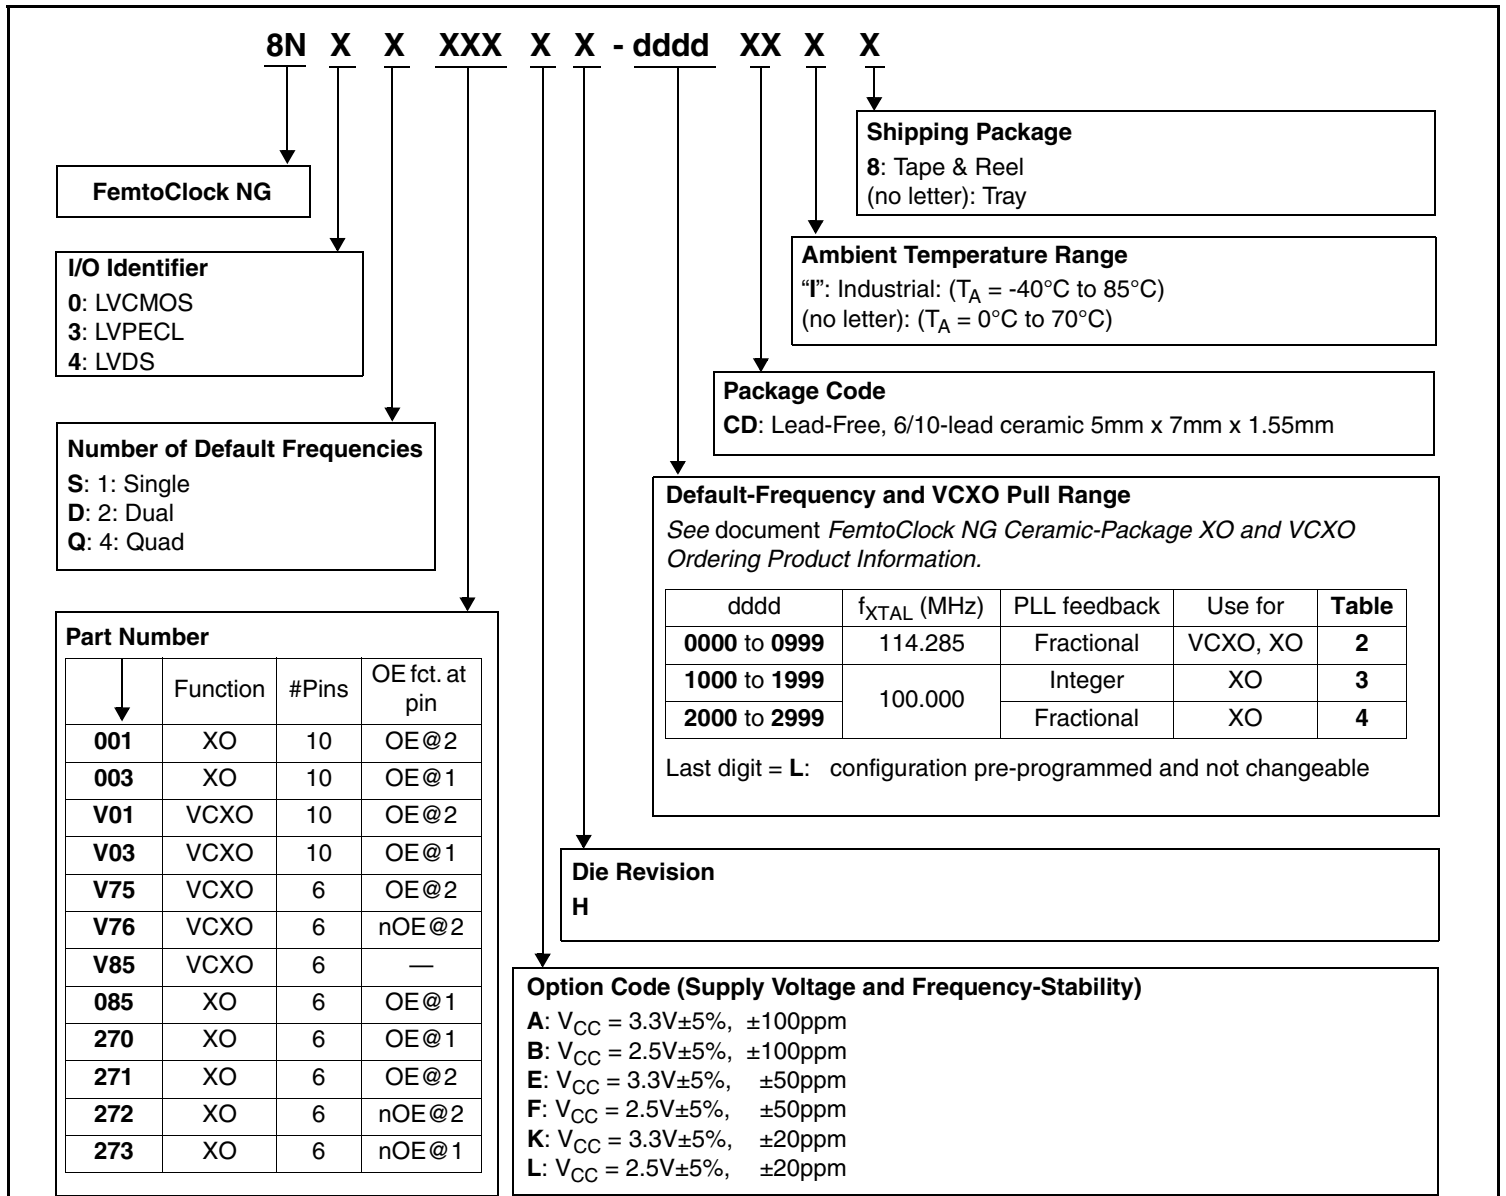 8N X X XXX X X - dddd XX X X
Shipping Package
8: Tape & Reel
(no letter): Tray
FemtoClock NG
Ambient Temperature Range
“I”: Industrial: (TA = -40°C to 85°C)
(no letter): (TA = 0°C to 70°C)
I/O Identifier
0: LVCMOS
3: LVPECL
4: LVDS
Package Code
CD: Lead-Free, 6/10-lead ceramic 5mm x 7mm x 1.55mm
Number of Default Frequencies
S: 1: Single
D: 2: Dual
Q: 4: Quad
Default-Frequency and VCXO Pull Range
See document FemtoClock NG Ceramic-Package XO and VCXO
Ordering Product Information.
dddd fXTAL (MHz) PLL feedback Use for Table
0000 to 0999 114.285 Fractional VCXO, XO 2
1000 to 1999 100.000 Integer XO 3
2000 to 2999 Fractional XO 4
Last digit = L: configuration pre-programmed and not changeable
Part Number
Function #Pins OE fct. at
pin
001 XO 10 OE@2
003 XO 10 OE@1
V01 VCXO 10 OE@2
V03 VCXO 10 OE@1
V75 VCXO 6 OE@2
V76 VCXO 6 nOE@2
V85 VCXO 6 —
085 XO 6 OE@1
270 XO 6 OE@1
271 XO 6 OE@2
272 XO 6 nOE@2
273 XO 6 nOE@1
Die Revision
H
Option Code (Supply Voltage and Frequency-Stability)
A: VCC = 3.3V±5%, ±100ppm
B: VCC = 2.5V±5%, ±100ppm
E: VCC = 3.3V±5%, ±50ppm
F: VCC = 2.5V±5%, ±50ppm
K: VCC = 3.3V±5%, ±20ppm
L: VCC = 2.5V±5%, ±20ppm